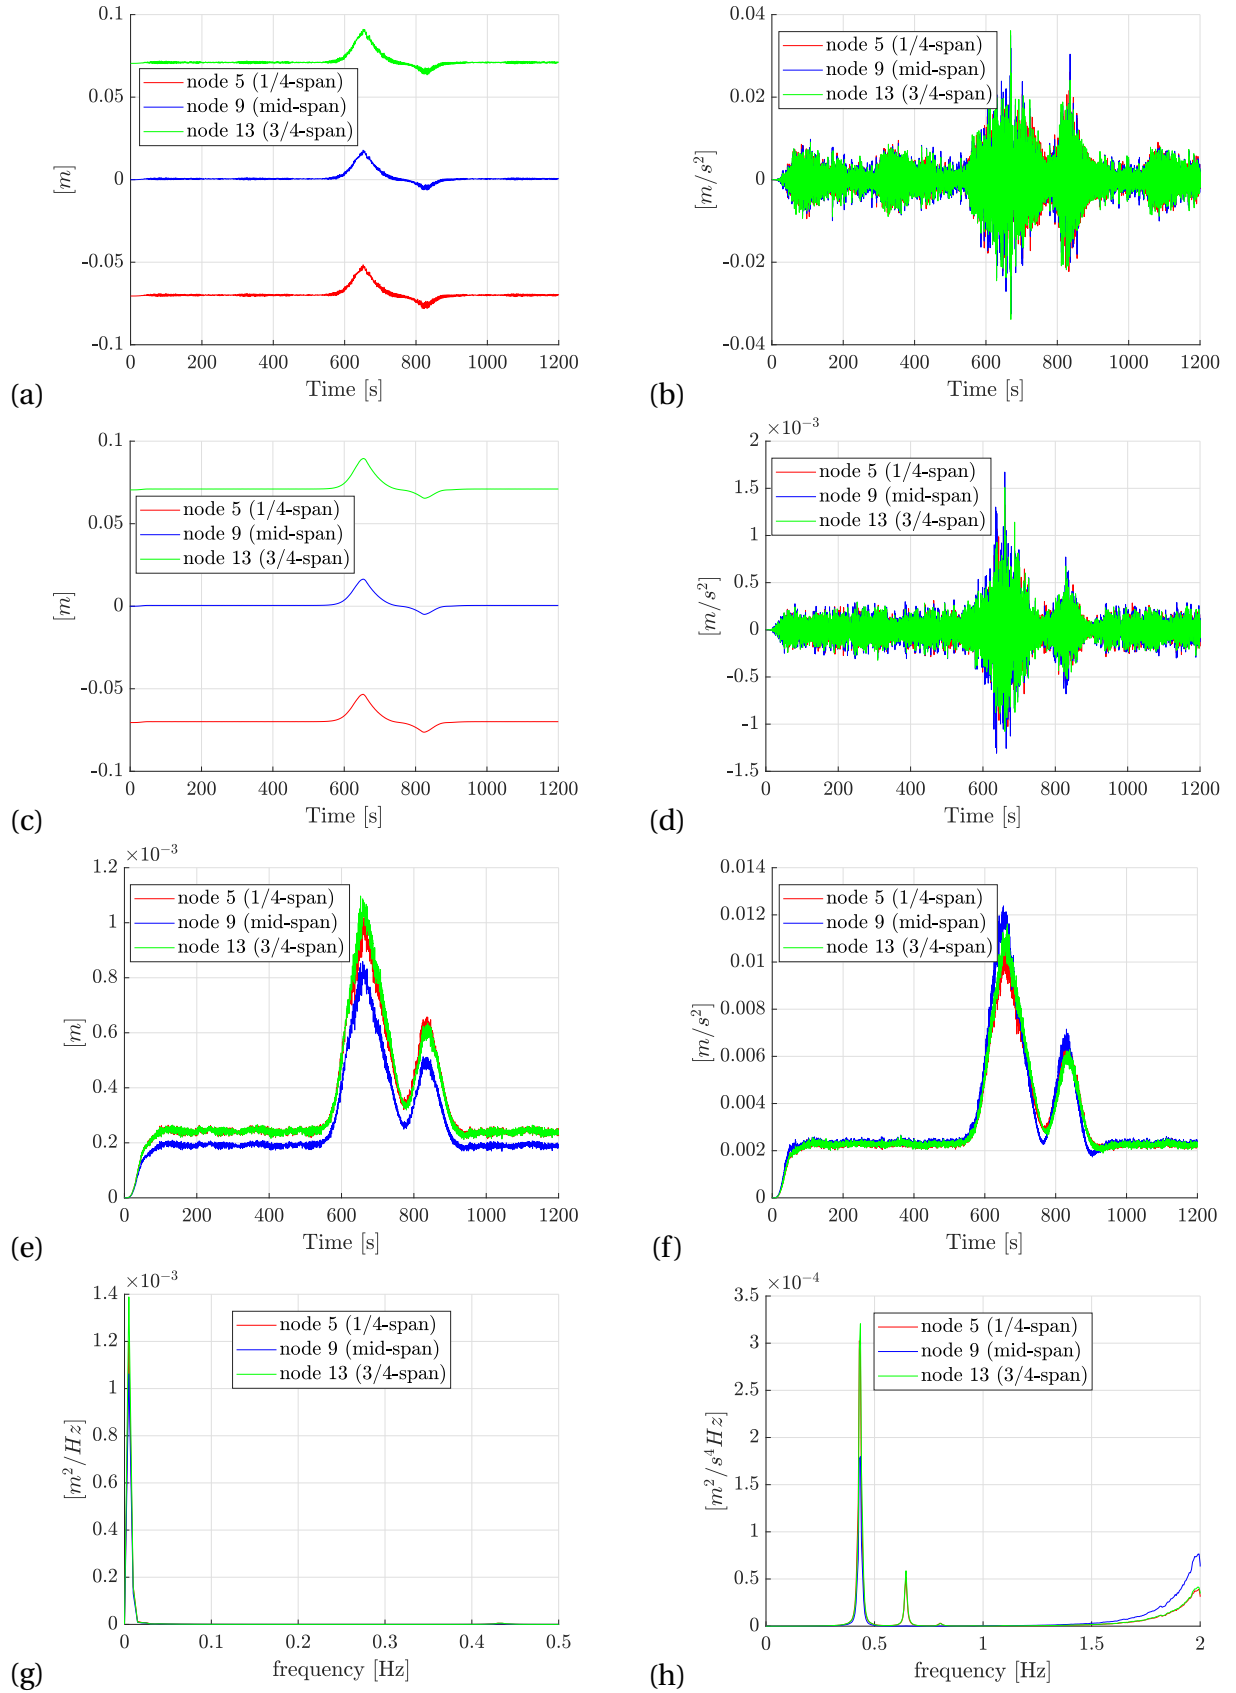 0.1
0.05
0
-0.05
-0.1
[m]
node 5 (1/4-span)
node 9 (mid-span)
node 13 (3/4-span)
0 200 400 600 800 1000 1200
Time [s]
(a)
0.04
0.02
0
-0.02
-0.04
[m/s²]
node 5 (1/4-span)
node 9 (mid-span)
node 13 (3/4-span)
0 200 400 600 800 1000 1200
Time [s]
(b)
0.1
0.05
0
-0.05
-0.1
[m]
node 5 (1/4-span)
node 9 (mid-span)
node 13 (3/4-span)
0 200 400 600 800 1000 1200
Time [s]
(c)
×10⁻³
2
1.5
1
0.5
0
-0.5
-1
-1.5
[m/s²]
node 5 (1/4-span)
node 9 (mid-span)
node 13 (3/4-span)
0 200 400 600 800 1000 1200
Time [s]
(d)
×10⁻³
1.2
1
0.8
0.6
0.4
0.2
0
[m]
node 5 (1/4-span)
node 9 (mid-span)
node 13 (3/4-span)
0 200 400 600 800 1000 1200
Time [s]
(e)
0.014
0.012
0.01
0.008
0.006
0.004
0.002
0
[m/s²]
node 5 (1/4-span)
node 9 (mid-span)
node 13 (3/4-span)
0 200 400 600 800 1000 1200
Time [s]
(f)
×10⁻³
1.4
1.2
1
0.8
0.6
0.4
0.2
0
[m²/Hz]
node 5 (1/4-span)
node 9 (mid-span)
node 13 (3/4-span)
0 0.1 0.2 0.3 0.4 0.5
frequency [Hz]
(g)
×10⁻⁴
3.5
3
2.5
2
1.5
1
0.5
0
[m²/s⁴Hz]
node 5 (1/4-span)
node 9 (mid-span)
node 13 (3/4-span)
0 0.5 1 1.5 2
frequency [Hz]
(h)